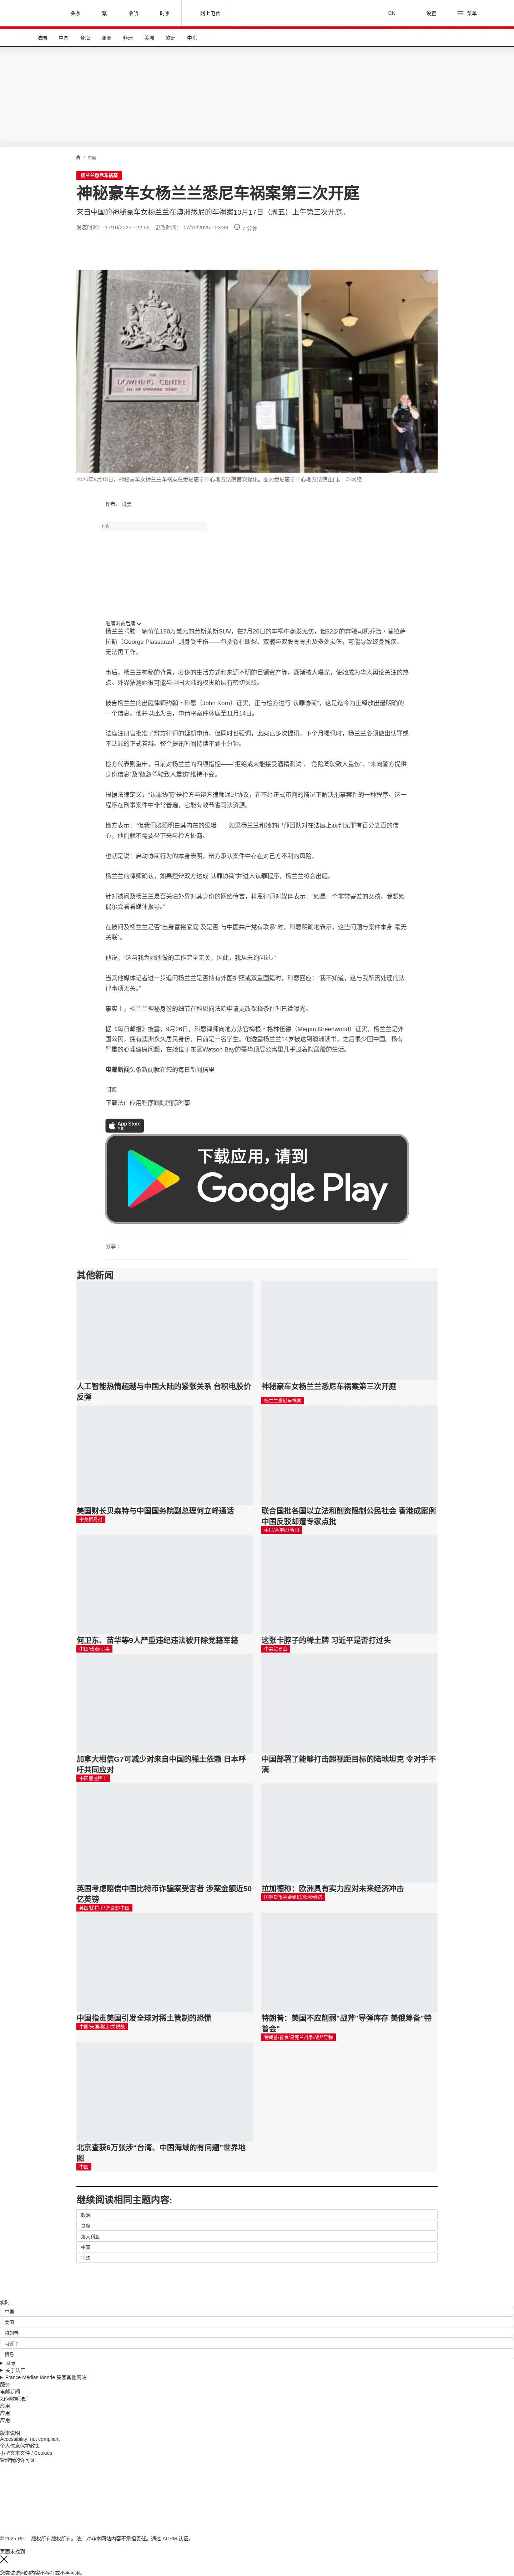 头条
繁
收听
时事
网上电台
CN
设置
菜单
法国
中国
台海
亚洲
非洲
美洲
欧洲
中东
/ 中国
杨兰兰悉尼车祸案
神秘豪车女杨兰兰悉尼车祸案第三次开庭
来自中国的神秘豪车女杨兰兰在澳洲悉尼的车祸案10月17日（周五）上午第三次开庭。
发表时间： 17/10/2025 - 22:59 更改时间： 17/10/2025 - 23:39 7 分钟
THE
DOWNING CENTRE
2025年8月15日，神秘豪车女杨兰兰车祸案在悉尼唐宁中心地方法院首次提讯。图为悉尼唐宁中心地方法院正门。 © 网络
作者： 肖曼
广告
继续浏览后续
杨兰兰驾驶一辆价值150万美元的劳斯莱斯SUV，在7月26日的车祸中毫发无伤，但52岁的奔驰司机乔治・普拉萨
拉斯（George Plassaras）则身受重伤——包括脊柱断裂、双髋与双股骨骨折及多处损伤，可能导致终身残疾、
无法再工作。
事后，杨兰兰神秘的背景，奢侈的生活方式和来源不明的巨额资产等，逐渐被人曝光，使她成为华人舆论关注的热
点。外界猜测她很可能与中国大陆的权贵阶层有密切关联。
被告杨兰兰的出庭律师约翰・科恩（John Korn）证实，正与检方进行“认罪协商”，这是迄今为止释放出最明确的
一个信息。他并以此为由，申请将案件休庭至11月14日。
法庭注册官批准了辩方律师的延期申请，但同时也强调，此案已多次提讯，下个月提讯时，杨兰兰必须做出认罪或
不认罪的正式答辩。整个提讯时间持续不到十分钟。
检方代表则重申，目前对杨兰兰的四项指控——“拒绝或未能接受酒精测试”、“危险驾驶致人重伤”、“未向警方提供
身份信息”及“疏忽驾驶致人重伤”维持不变。
根据法律定义，“认罪协商”是检方与辩方律师通过协议，在不经正式审判的情况下解决刑事案件的一种程序，这一
程序在刑事案件中非常普遍，它能有效节省司法资源。
检方表示：“但我们必须明白其内在的逻辑——如果杨兰兰和她的律师团队对在法庭上获判无罪有百分之百的信
心，他们就不需要坐下来与检方协商。”
也就是说：启动协商行为的本身表明，辩方承认案件中存在对己方不利的风险。
杨兰的律师确认，如果控辩双方达成“认罪协商”并进入认罪程序，杨兰兰将会出庭。
针对被问及杨兰兰是否关注外界对其身份的网络传言，科恩律师对媒体表示：“她是一个非常害羞的女孩，我想她
偶尔会看看媒体报导。”
在被问及杨兰兰是否“出身富裕家庭”及是否“与中国共产党有联系”时，科恩明确地表示，这些问题与案件本身“毫无
关联”。
他说，“这与我为她所做的工作完全无关，因此，我从未询问过。”
当其他媒体记者进一步追问杨兰兰是否持有外国护照或双重国籍时，科恩回应：“我不知道，这与我所需处理的法
律事项无关。”
事实上，杨兰兰神秘身份的细节在科恩向法院申请更改保释条件时已遭曝光。
据《每日邮报》披露，9月26日，科恩律师向地方法官梅根・格林伍德（Megan Greenwood）证实，杨兰兰是外
国公民，拥有澳洲永久居民身份，目前是一名学生。他透露杨兰兰14岁被送到澳洲读书，之后很少回中国。杨有
严重的心理健康问题，在她位于东区Watson Bay的豪华顶层公寓里几乎过着隐居般的生活。
电邮新闻头条新闻就在您的每日新闻信里
订阅
下载法广应用程序跟踪国际时事
App Store
下载
下载应用，请到
Google Play
分享 :
其他新闻
人工智能热情超越与中国大陆的紧张关系 台积电股价
反弹
神秘豪车女杨兰兰悉尼车祸案第三次开庭
杨兰兰悉尼车祸案
美国财长贝森特与中国国务院副总理何立峰通话
中美贸易战
联合国批各国以立法和削资限制公民社会 香港成案例
中国反驳却遭专家点批
中国/香港/联合国
何卫东、苗华等9人严重违纪违法被开除党籍军籍
中国/政治/军事
这张卡脖子的稀土牌 习近平是否打过头
中美贸易战
加拿大相信G7可减少对来自中国的稀土依赖 日本呼
吁共同应对
中国管控稀土
中国部署了能够打击超视距目标的陆地坦克 令对手不
满
英国考虑赔偿中国比特币诈骗案受害者 涉案金额近50
亿英镑
英国/比特币/诈骗案/中国
拉加德称：欧洲具有实力应对未来经济冲击
国际货币基金组织/欧洲/经济
中国指责美国引发全球对稀土管制的恐慌
中国/美国/稀土/关税战
特朗普：美国不应削弱"战斧"导弹库存 美俄筹备"特
普会"
特朗普/普京/乌克兰战争/战斧导弹
北京查获6万张涉“台湾、中国海域的有问题”世界地
图
中国
继续阅读相同主题内容:
政治
贪腐
澳大利亚
中国
司法
实时
中国
美国
特朗普
习近平
贸易
国际
关于法广
France Médias Monde 集团其他网站
服务
电邮新闻
如何收听法广
应用
应用
应用
版本说明
Accessibility: not compliant
个人信息保护政策
小型文本文件 / Cookies
管理我的许可证
© 2025 RFI – 版权所有版权所有。法广对非本网站内容不承担责任。通过 ACPM 认证。
页面未找到
您尝试访问的内容不存在或不再可用。